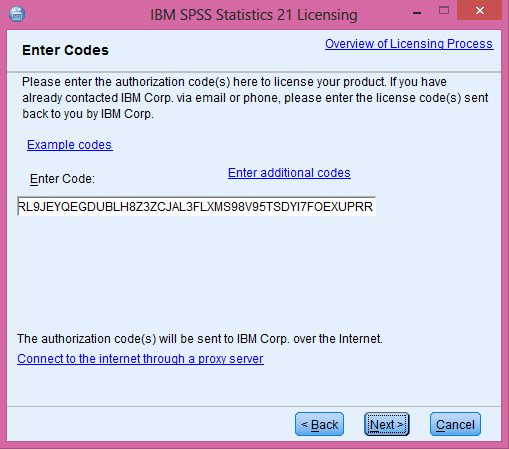 IBM SPSS Statistics 21 Licensing
Enter Codes
Overview of Licensing Process
Please enter the authorization code(s) here to license your product. If you have
already contacted IBM Corp. via email or phone, please enter the license code(s) sent
back to you by IBM Corp.
Example codes
Enter Code:
Enter additional codes
RL9JEYQEGDUBLH8Z3ZCJAL3FLXMS98V95TSDYI7FOEXUPRR
The authorization code(s) will be sent to IBM Corp. over the Internet.
Connect to the internet through a proxy server
< Back
Next >
Cancel